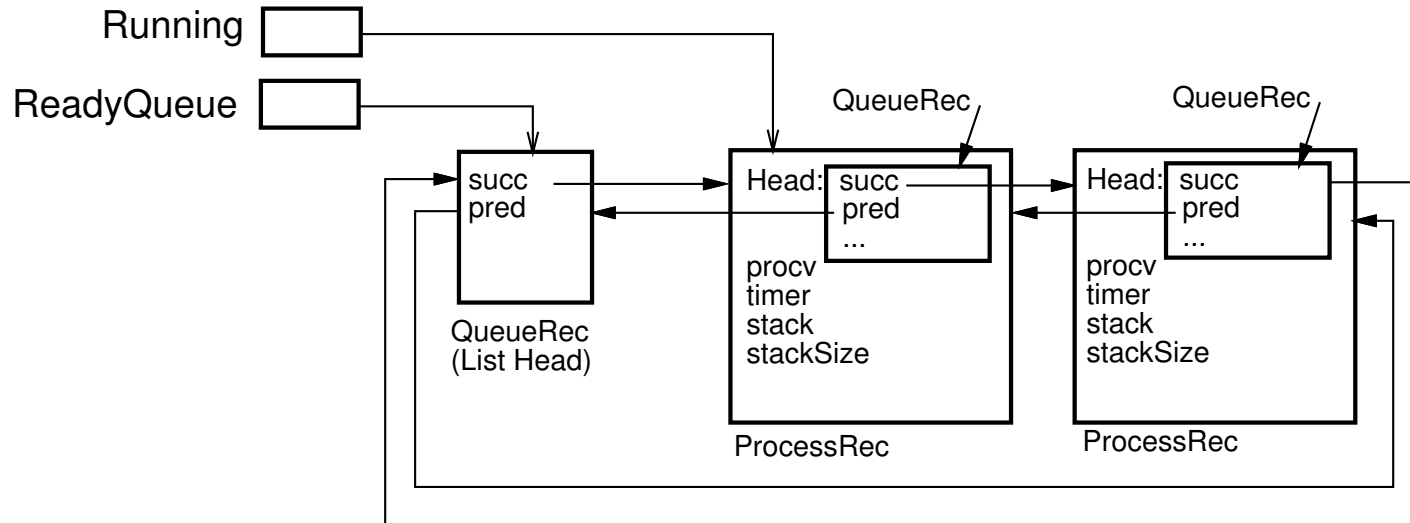 Running
ReadyQueue
QueueRec
QueueRec
succ
pred
QueueRec
(List Head)
Head: succ
pred
...
procv
timer
stack
stackSize
ProcessRec
Head: succ
pred
...
procv
timer
stack
stackSize
ProcessRec